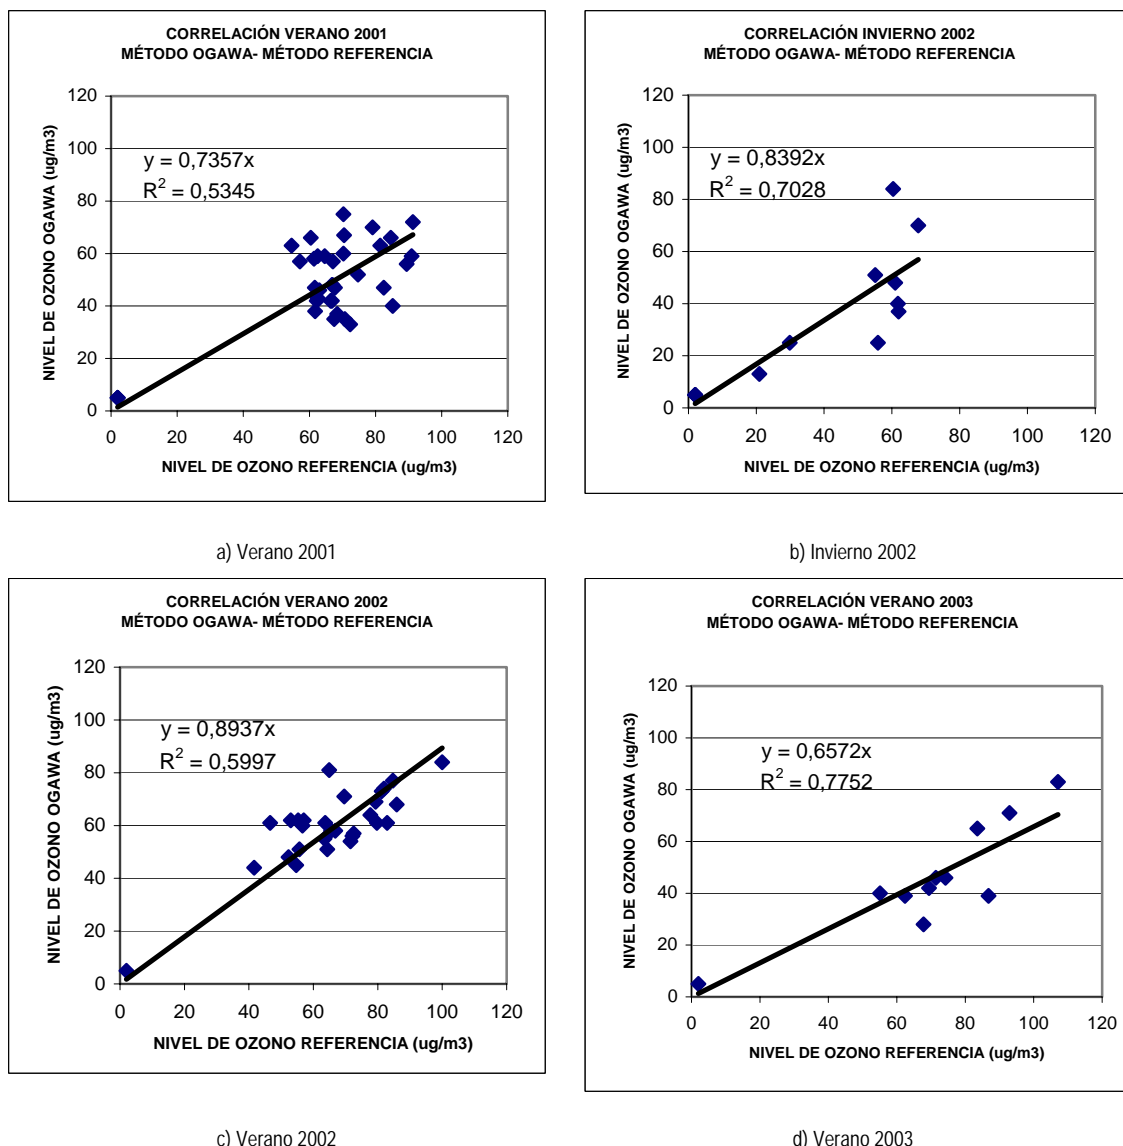 CORRELACIÓN VERANO 2001
MÉTODO OGAWA- MÉTODO REFERENCIA
NIVEL DE OZONO OGAWA (ug/m3)
120
100
80
60
40
20
0
y = 0,7357x
R² = 0,5345
0 20 40 60 80 100 120
NIVEL DE OZONO REFERENCIA (ug/m3)
a) Verano 2001
CORRELACIÓN INVIERNO 2002
MÉTODO OGAWA- MÉTODO REFERENCIA
NIVEL DE OZONO OGAWA (ug/m3)
120
100
80
60
40
20
0
y = 0,8392x
R² = 0,7028
0 20 40 60 80 100 120
NIVEL DE OZONO REFERENCIA (ug/m3)
b) Invierno 2002
CORRELACIÓN VERANO 2002
MÉTODO OGAWA- MÉTODO REFERENCIA
NIVEL DE OZONO OGAWA (ug/m3)
120
100
80
60
40
20
0
y = 0,8937x
R² = 0,5997
0 20 40 60 80 100 120
NIVEL DE OZONO REFERENCIA (ug/m3)
c) Verano 2002
CORRELACIÓN VERANO 2003
MÉTODO OGAWA- MÉTODO REFERENCIA
NIVEL DE OZONO OGAWA (ug/m3)
120
100
80
60
40
20
0
y = 0,6572x
R² = 0,7752
0 20 40 60 80 100 120
NIVEL DE OZONO REFERENCIA (ug/m3)
d) Verano 2003